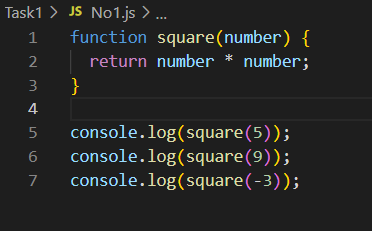 Task1 > JS No1.js > ...
1 function square(number) {
2   return number * number;
3 }
4
5 console.log(square(5));
6 console.log(square(9));
7 console.log(square(-3));